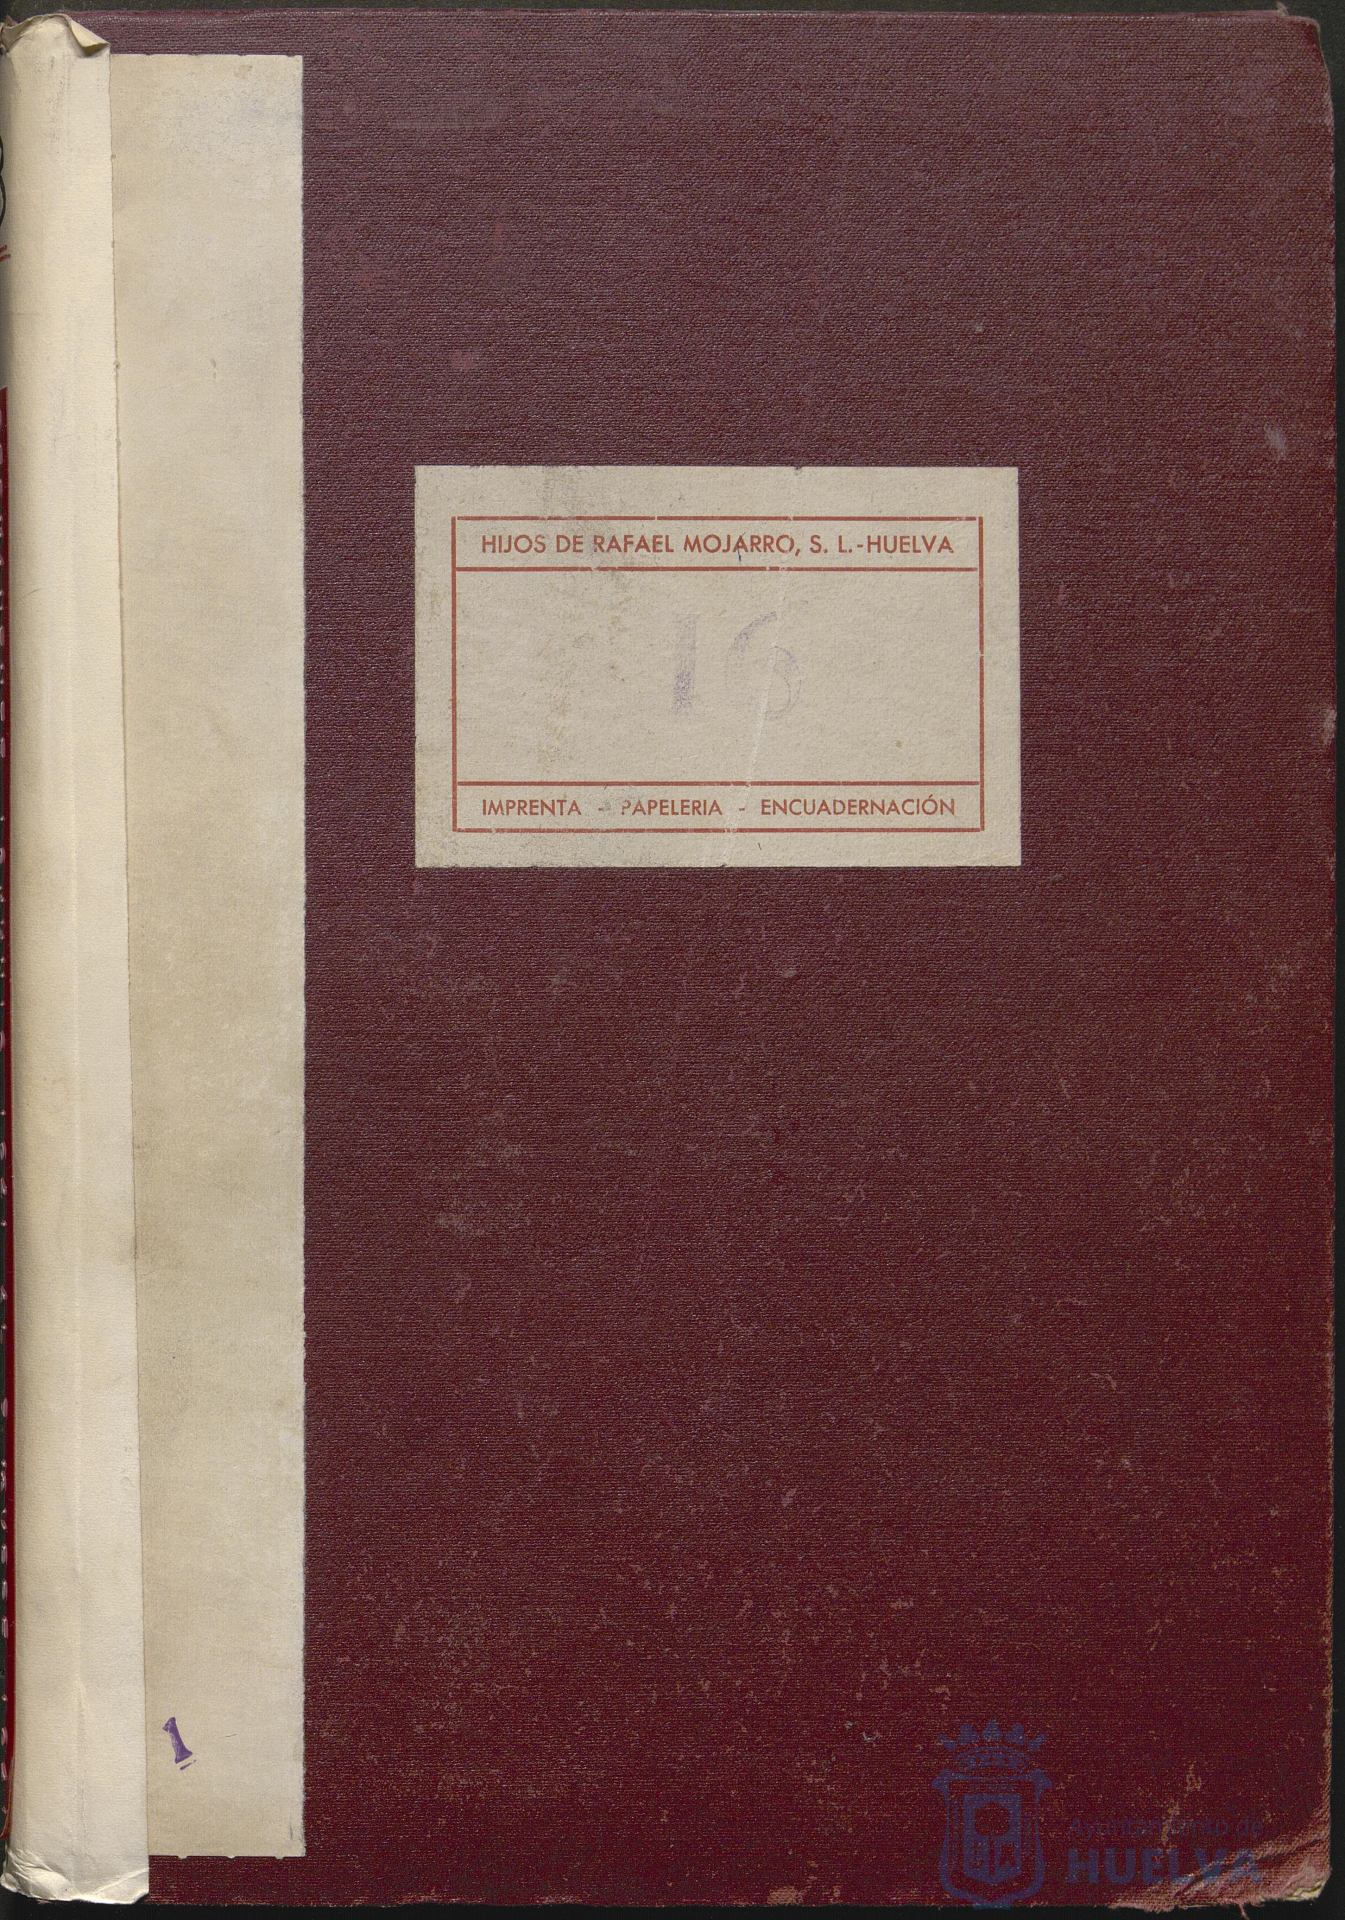 HIJOS DE RAFAEL MOJARRO, S. L.-HUELVA
16
IMPRENTA - PAPELERIA - ENCUADERNACIÓN
1
Ayuntamiento de
HUELVA